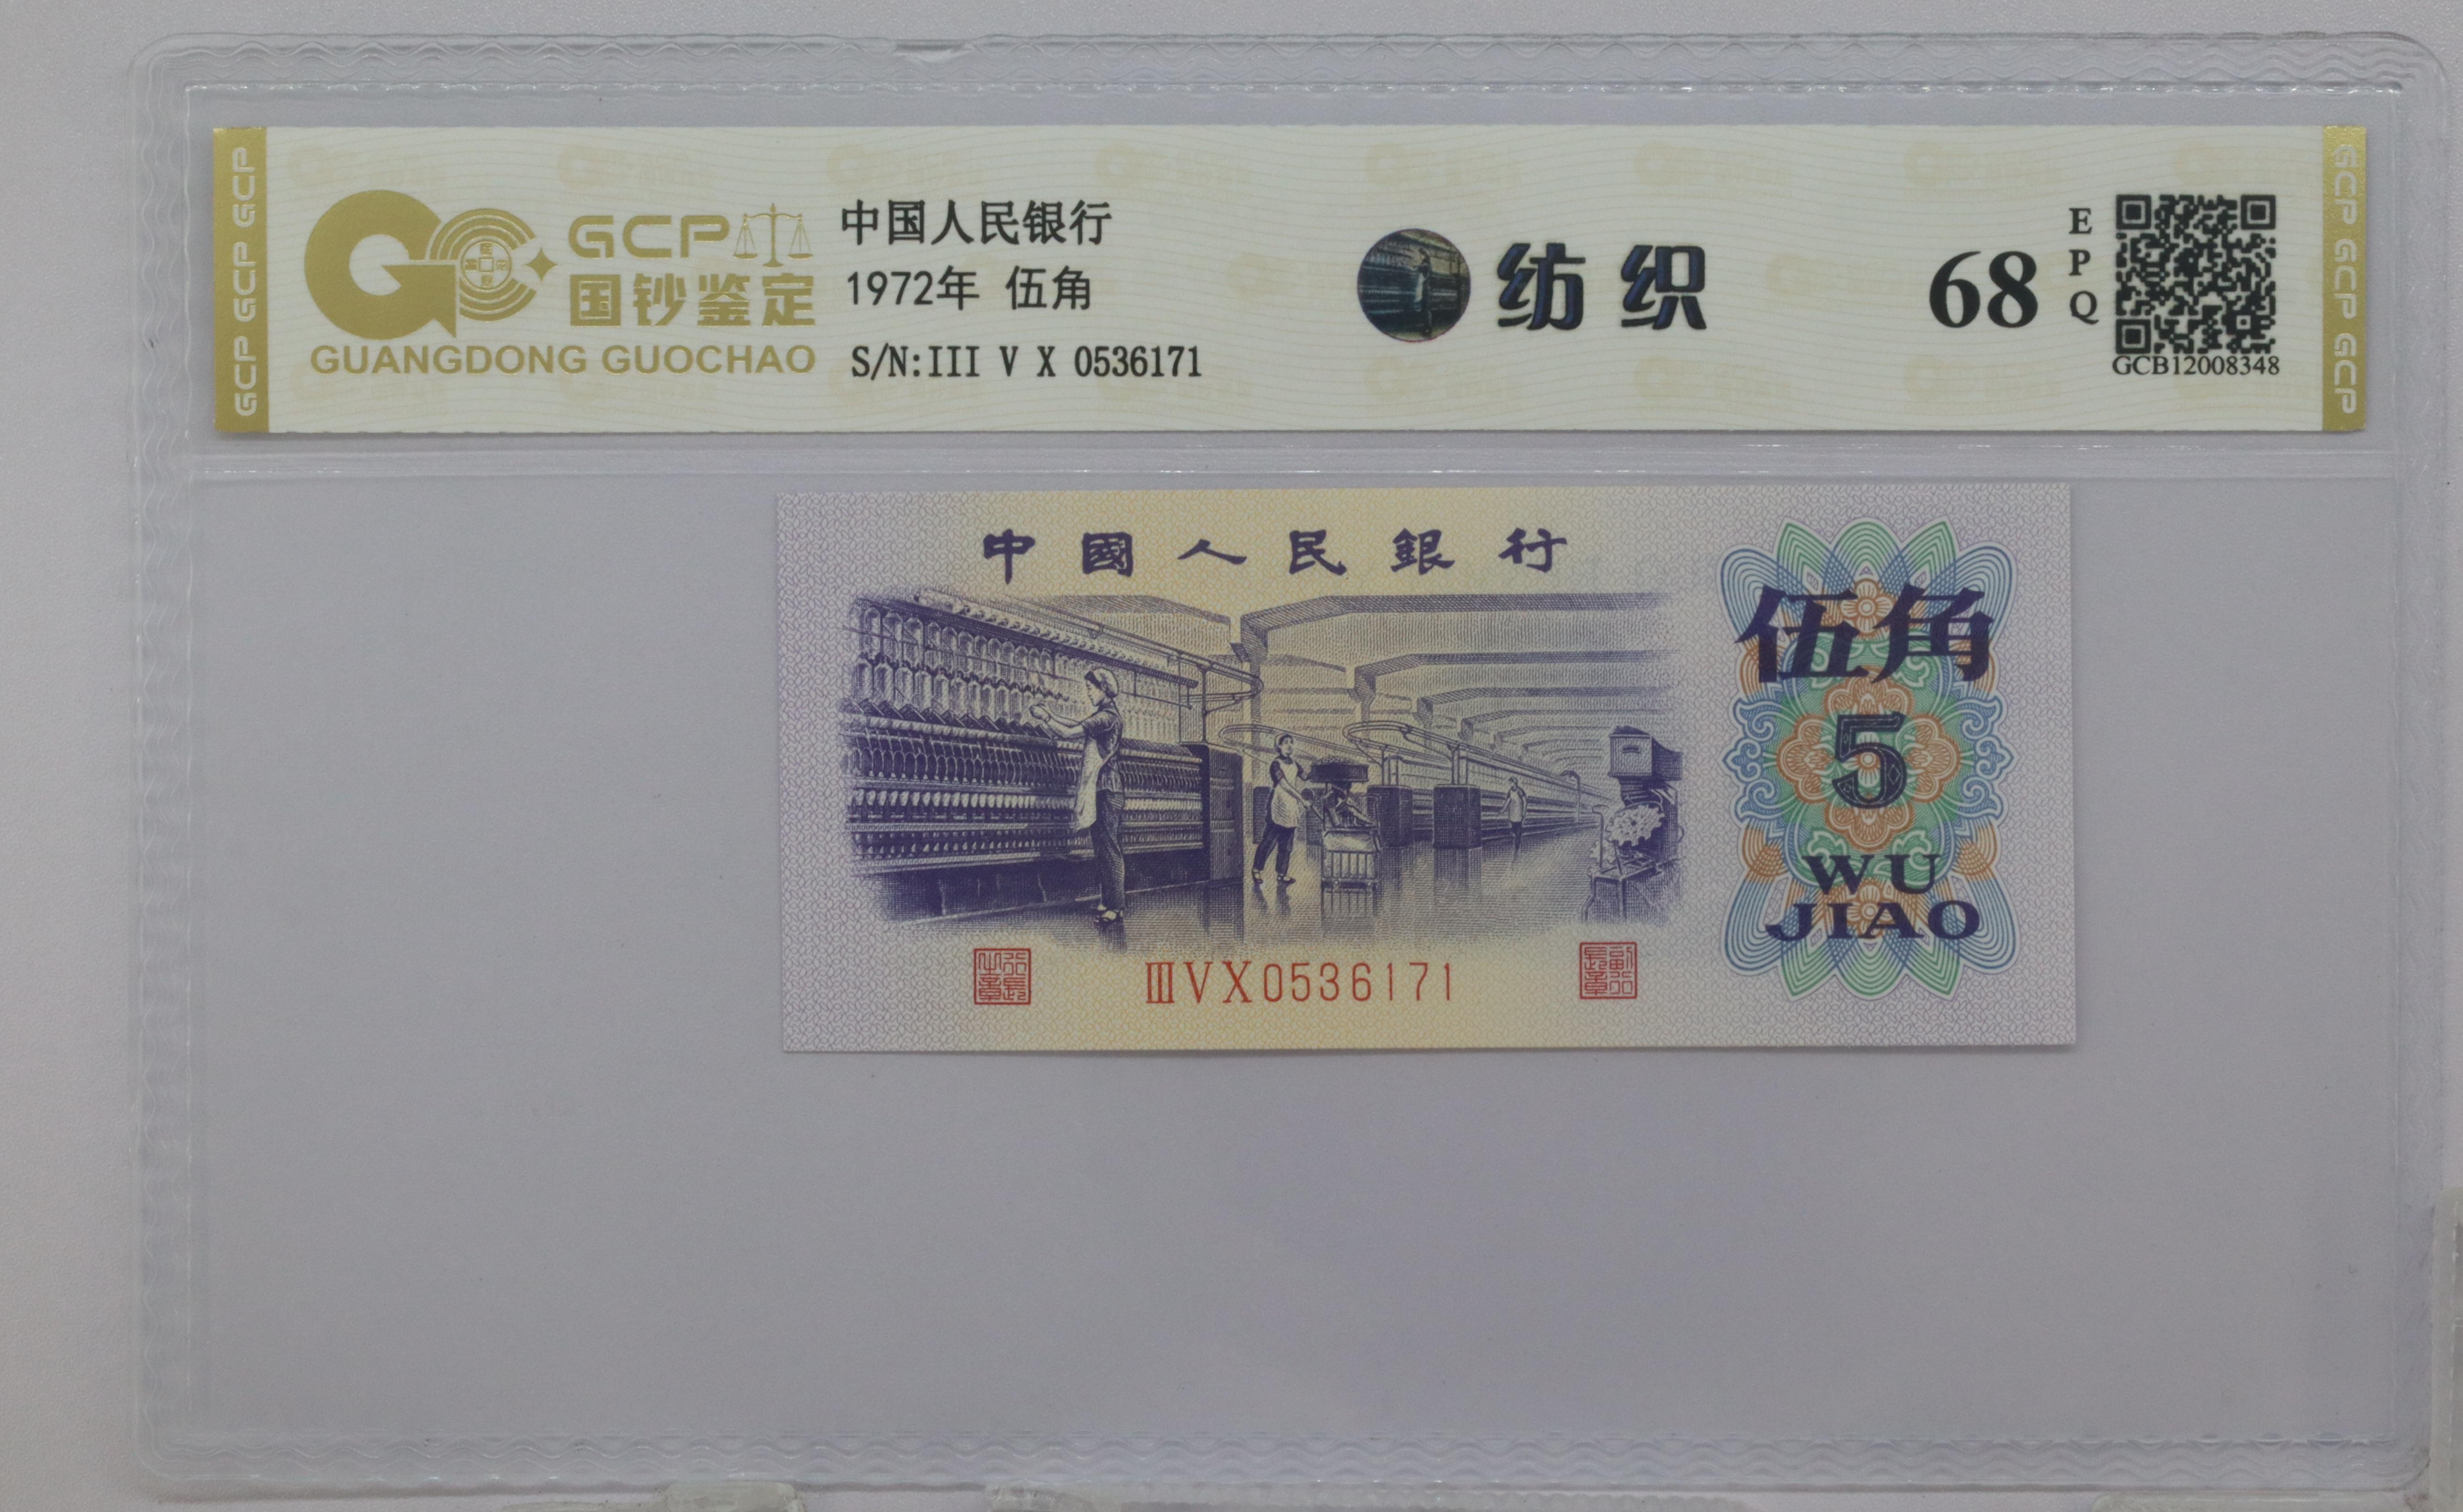 GCP GCP GCP
GCP
国钞鉴定
GUANGDONG GUOCHAO
中国人民银行
1972年 伍角
S/N:III V X 0536171
纺织
68
EPQ
GCB12008348
GCP GCP GCP
中國人民銀行
伍角
5
WU
JIAO
ⅢVX0536171